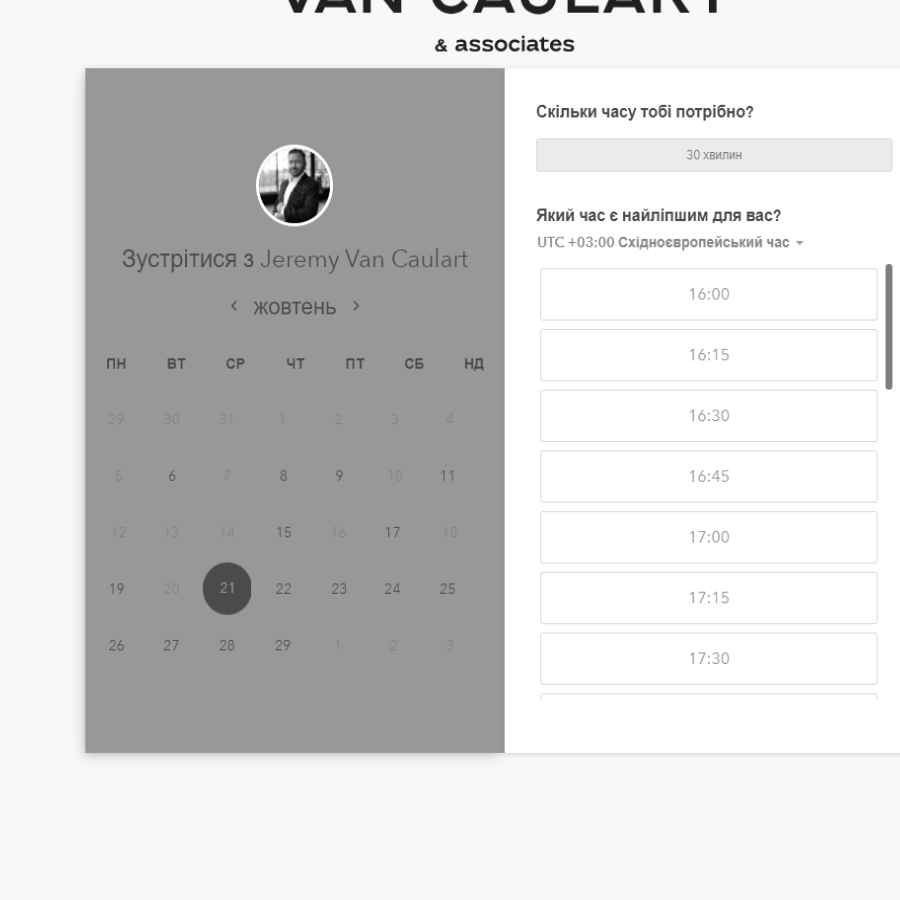 VAN CAULART
& associates
Зустрітися з Jeremy Van Caulart
жовтень
ПН ВТ СР ЧТ ПТ СБ НД
29 30 31 1 2 3 4
5 6 7 8 9 10 11
12 13 14 15 16 17 18
19 20 21 22 23 24 25
26 27 28 29 1 2 3
Скільки часу тобі потрібно?
30 хвилин
Який час є найліпшим для вас?
UTC +03:00 Східноєвропейський час
16:00
16:15
16:30
16:45
17:00
17:15
17:30